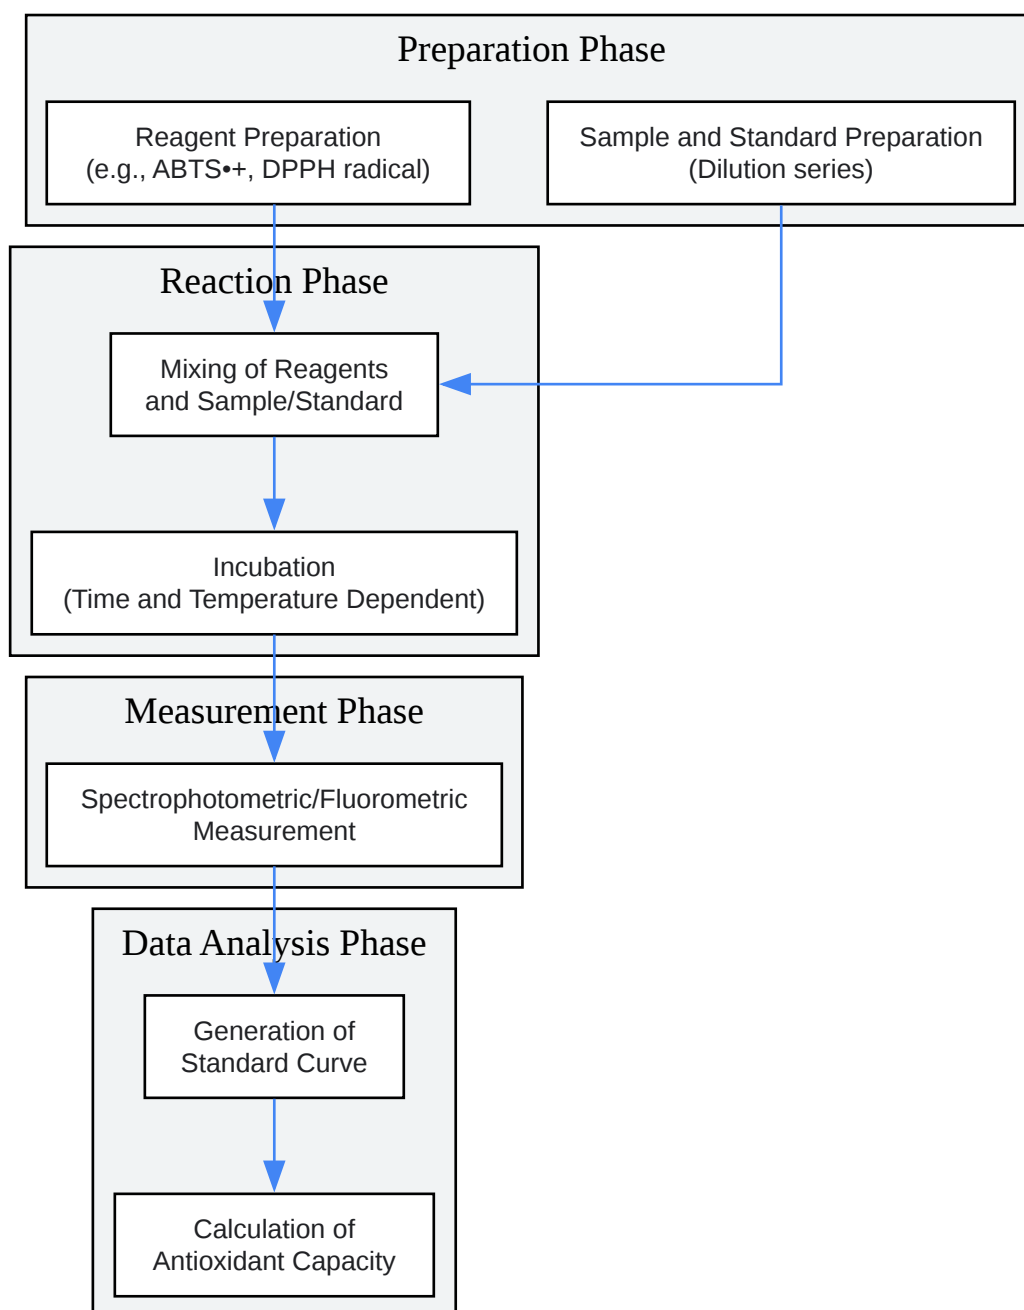 Preparation Phase
Reagent Preparation
(e.g., ABTS•+, DPPH radical)
Sample and Standard Preparation
(Dilution series)
Reaction Phase
Mixing of Reagents
and Sample/Standard
Incubation
(Time and Temperature Dependent)
Measurement Phase
Spectrophotometric/Fluorometric
Measurement
Data Analysis Phase
Generation of
Standard Curve
Calculation of
Antioxidant Capacity